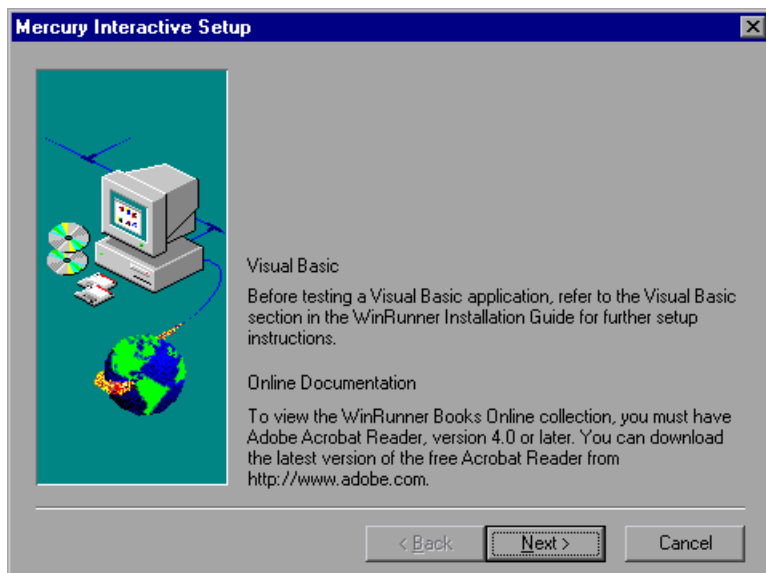 Mercury Interactive Setup
Visual Basic
Before testing a Visual Basic application, refer to the Visual Basic
section in the WinRunner Installation Guide for further setup
instructions.
Online Documentation
To view the WinRunner Books Online collection, you must have
Adobe Acrobat Reader, version 4.0 or later. You can download
the latest version of the free Acrobat Reader from
http://www.adobe.com.
< Back Next > Cancel